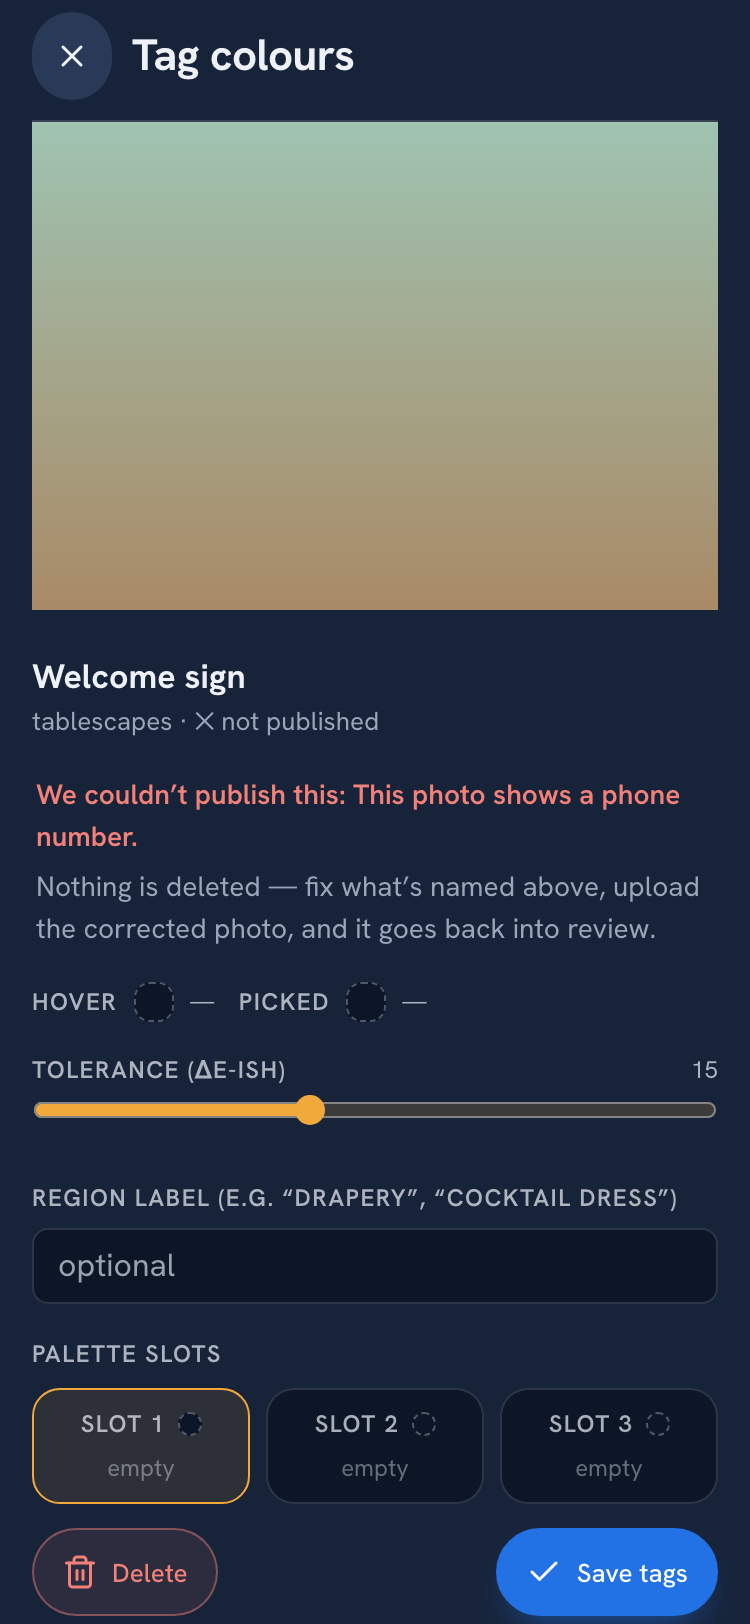 Tag colours
Welcome sign
tablescapes · ✕ not published
We couldn’t publish this: This photo shows a phone
number.
Nothing is deleted — fix what’s named above, upload
the corrected photo, and it goes back into review.
HOVER — PICKED —
TOLERANCE (ΔE-ISH) 15
REGION LABEL (E.G. “DRAPERY”, “COCKTAIL DRESS”)
optional
PALETTE SLOTS
SLOT 1 SLOT 2 SLOT 3
empty empty empty
Delete Save tags